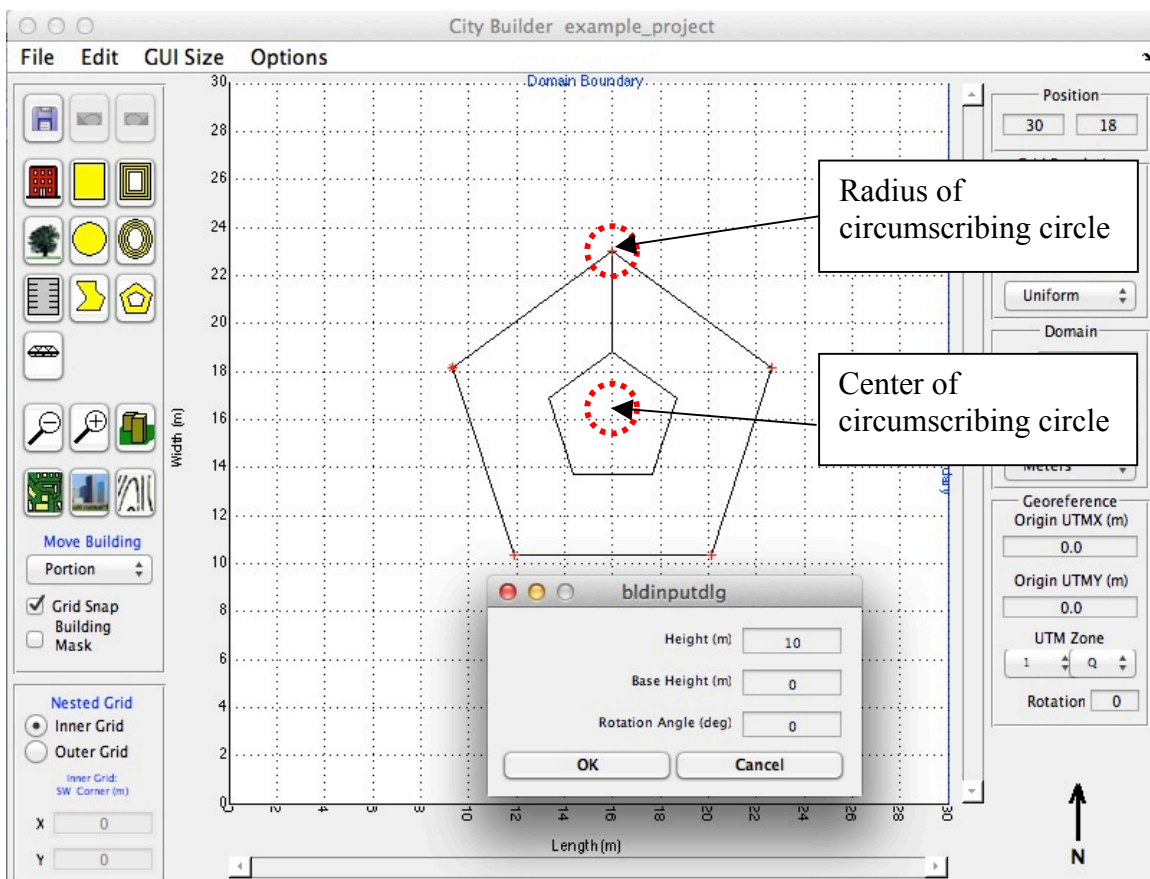 City Builder example_project
File Edit GUI Size Options
Domain Boundary
30
28
26
24
22
20
18
16
14
12
10
8
6
4
2
0
Width (m)
0 2 4 6 8 10 12 14 16 18 20 22 24 26 28 30
Length (m)
Radius of
circumscribing circle
Center of
circumscribing circle
Move Building
Portion
Grid Snap
Building
Mask
Nested Grid
Inner Grid
Outer Grid
Inner Grid:
SW Corner (m)
X 0
Y 0
bldinputdlg
Height (m) 10
Base Height (m) 0
Rotation Angle (deg) 0
OK Cancel
Position
30 18
Uniform
Domain
Meters
Georeference
Origin UTMX (m)
0.0
Origin UTMY (m)
0.0
UTM Zone
1 Q
Rotation 0
N